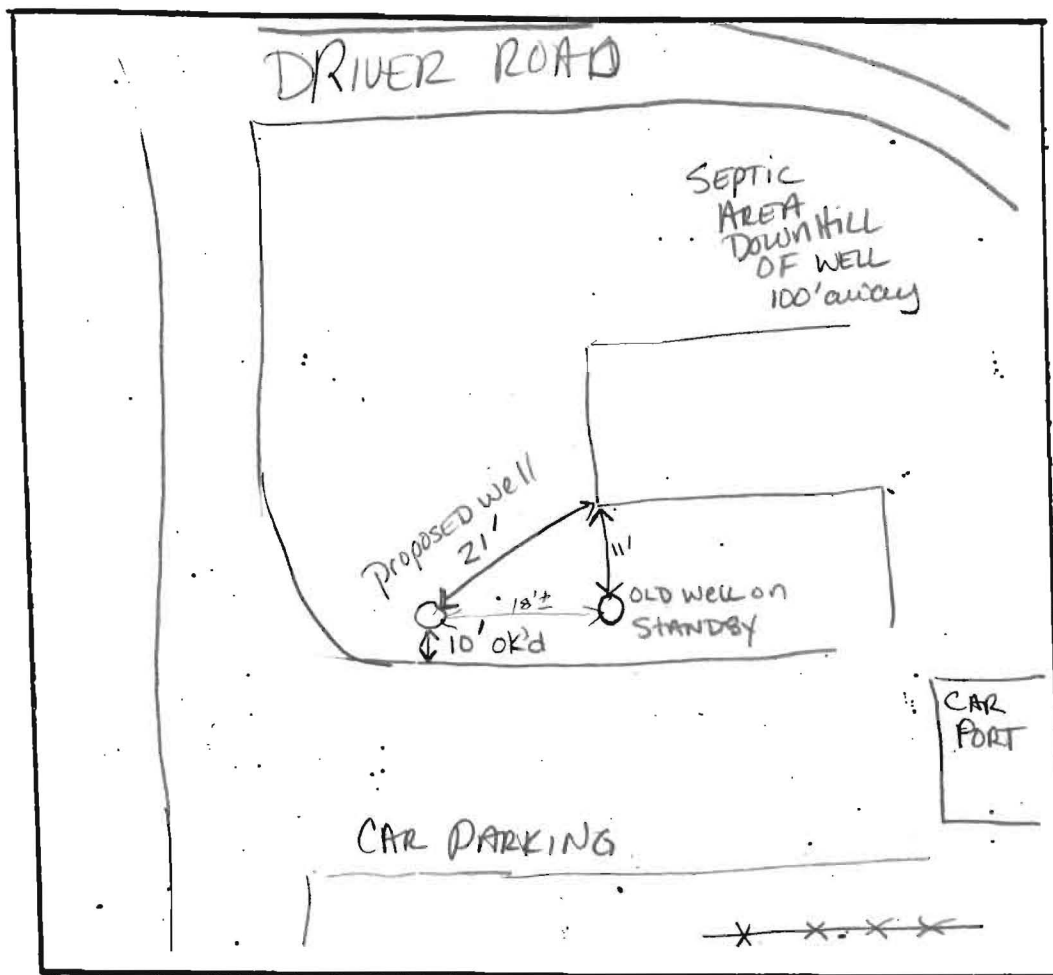 DRIVER ROAD
SEPTIC
AREA
DOWNHILL
OF WELL
100' away
Proposed well
21'
11'
18'±
OLD WELL on
STANDBY
10' OK'd
CAR
PORT
CAR PARKING